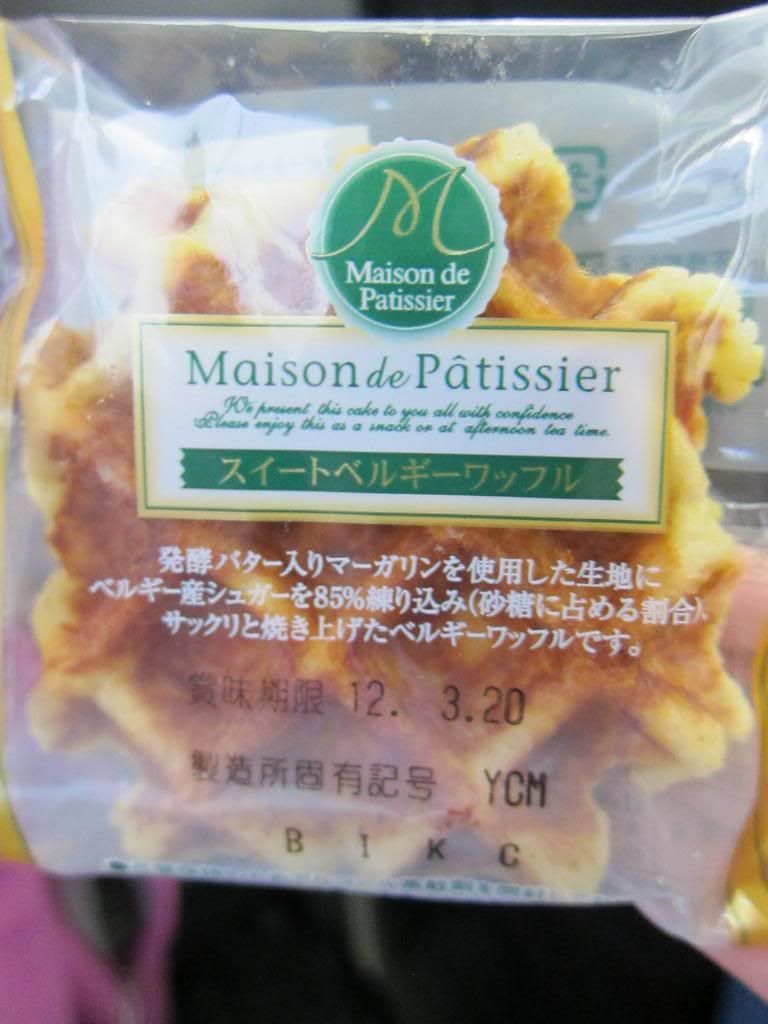 M
Maison de
Patissier
Maison de Pâtissier
We present this cake to you all with confidence
Please enjoy this as a snack or at afternoon tea time.
スイートベルギーワッフル
発酵バター入りマーガリンを使用した生地に
ベルギー産シュガーを85%練り込み(砂糖に占める割合)、
サックリと焼き上げたベルギーワッフルです。
賞味期限 12. 3.20
製造所固有記号 YCM
B I K C